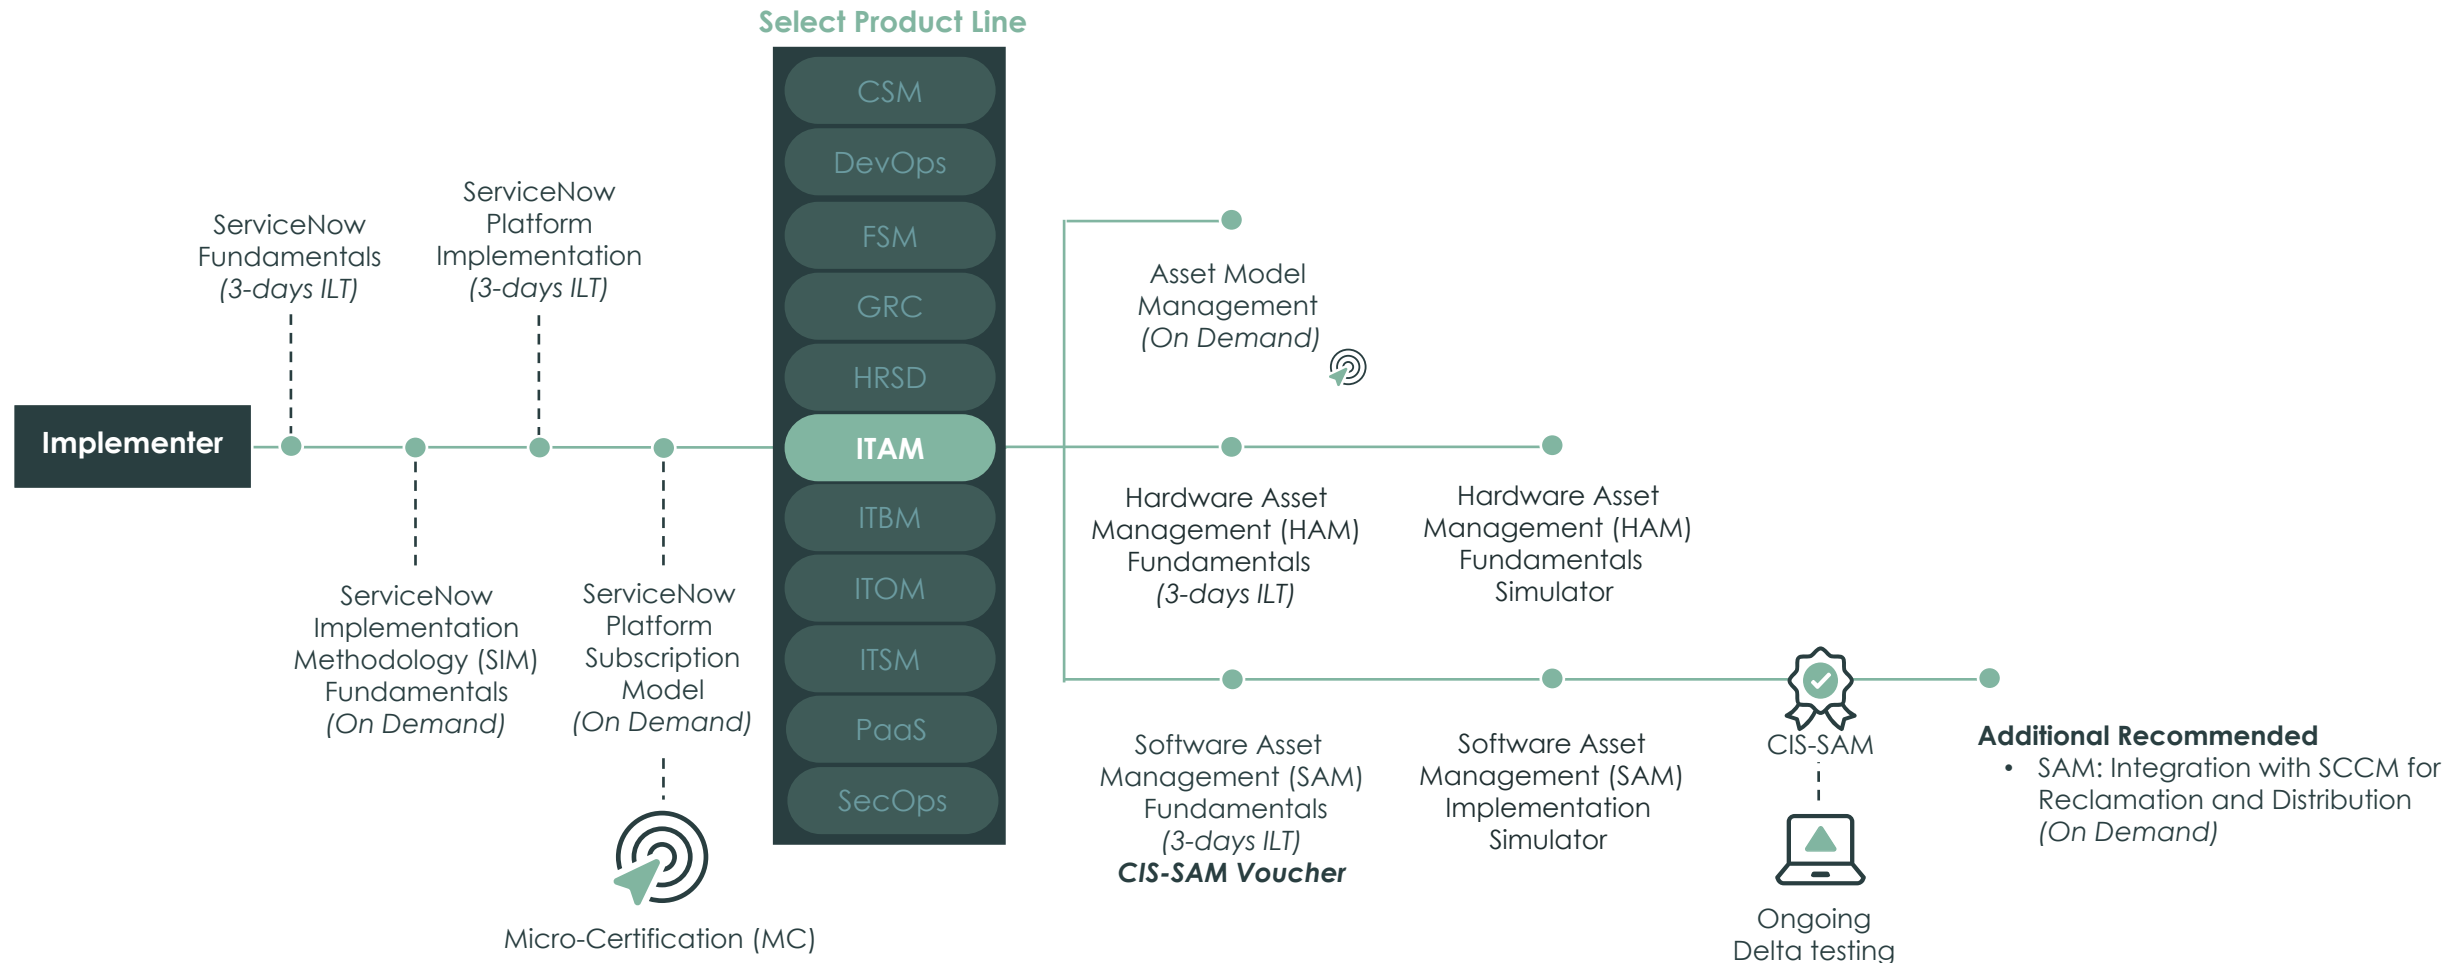 Select Product Line
CSM
DevOps
FSM
GRC
HRSD
ITAM
ITBM
ITOM
ITSM
PaaS
SecOps
Implementer
ServiceNow
Fundamentals
(3-days ILT)
ServiceNow
Platform
Implementation
(3-days ILT)
ServiceNow
Implementation
Methodology (SIM)
Fundamentals
(On Demand)
ServiceNow
Platform
Subscription
Model
(On Demand)
Micro-Certification (MC)
Asset Model
Management
(On Demand)
Hardware Asset
Management (HAM)
Fundamentals
(3-days ILT)
Hardware Asset
Management (HAM)
Fundamentals
Simulator
Software Asset
Management (SAM)
Fundamentals
(3-days ILT)
CIS-SAM Voucher
Software Asset
Management (SAM)
Implementation
Simulator
CIS-SAM
Ongoing
Delta testing
Additional Recommended
• SAM: Integration with SCCM for
Reclamation and Distribution
(On Demand)